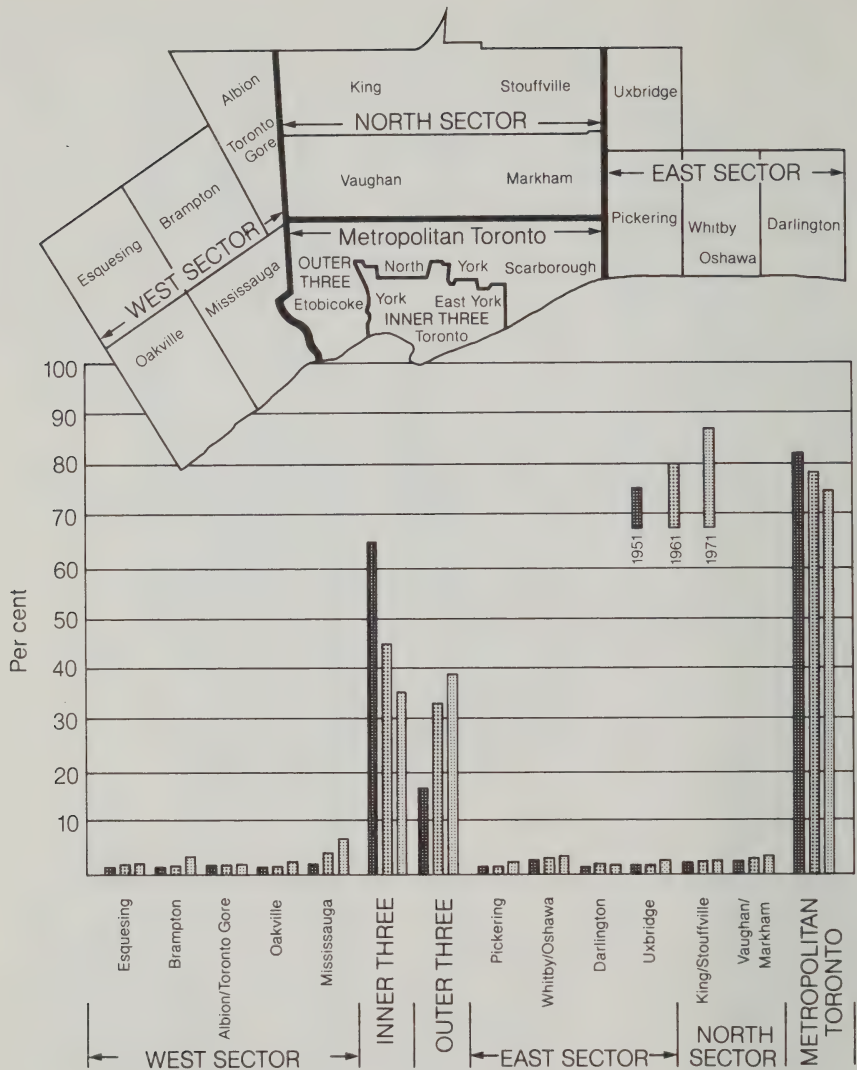 Albion
King
Stouffville
Uxbridge
Toronto
Gore
NORTH SECTOR
Brampton
Vaughan
Markham
EAST SECTOR
Esquesing
WEST SECTOR
Pickering
Whitby
Oshawa
Darlington
Metropolitan Toronto
Mississauga
OUTER
THREE
North
York
Scarborough
Etobicoke
York
East York
INNER THREE
Toronto
Oakville
100
90
80
70
60
50
40
30
20
10
Per cent
1951
1961
1971
Esquesing
Brampton
Albion/Toronto Gore
Oakville
Mississauga
INNER THREE
OUTER THREE
Pickering
Whitby/Oshawa
Darlington
Uxbridge
King/Stouffville
Vaughan/
Markham
METROPOLITAN
TORONTO
WEST SECTOR
EAST SECTOR
NORTH
SECTOR